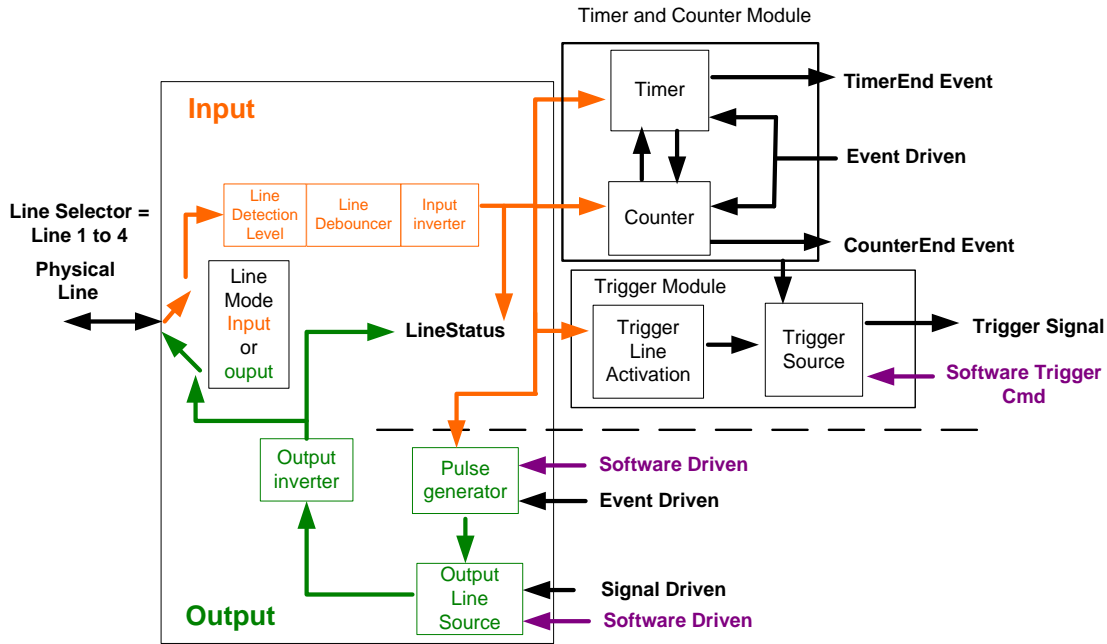 Timer and Counter Module
Input
Timer
TimerEnd Event
Event Driven
Line Selector =
Line 1 to 4
Physical
Line
Line
Detection
Level
Line
Debouncer
Input
inverter
Counter
CounterEnd Event
Line
Mode
Input
or
ouput
LineStatus
Trigger Module
Trigger
Line
Activation
Trigger
Source
Trigger Signal
Software Trigger
Cmd
Output
inverter
Pulse
generator
Software Driven
Event Driven
Output
Line
Source
Signal Driven
Software Driven
Output